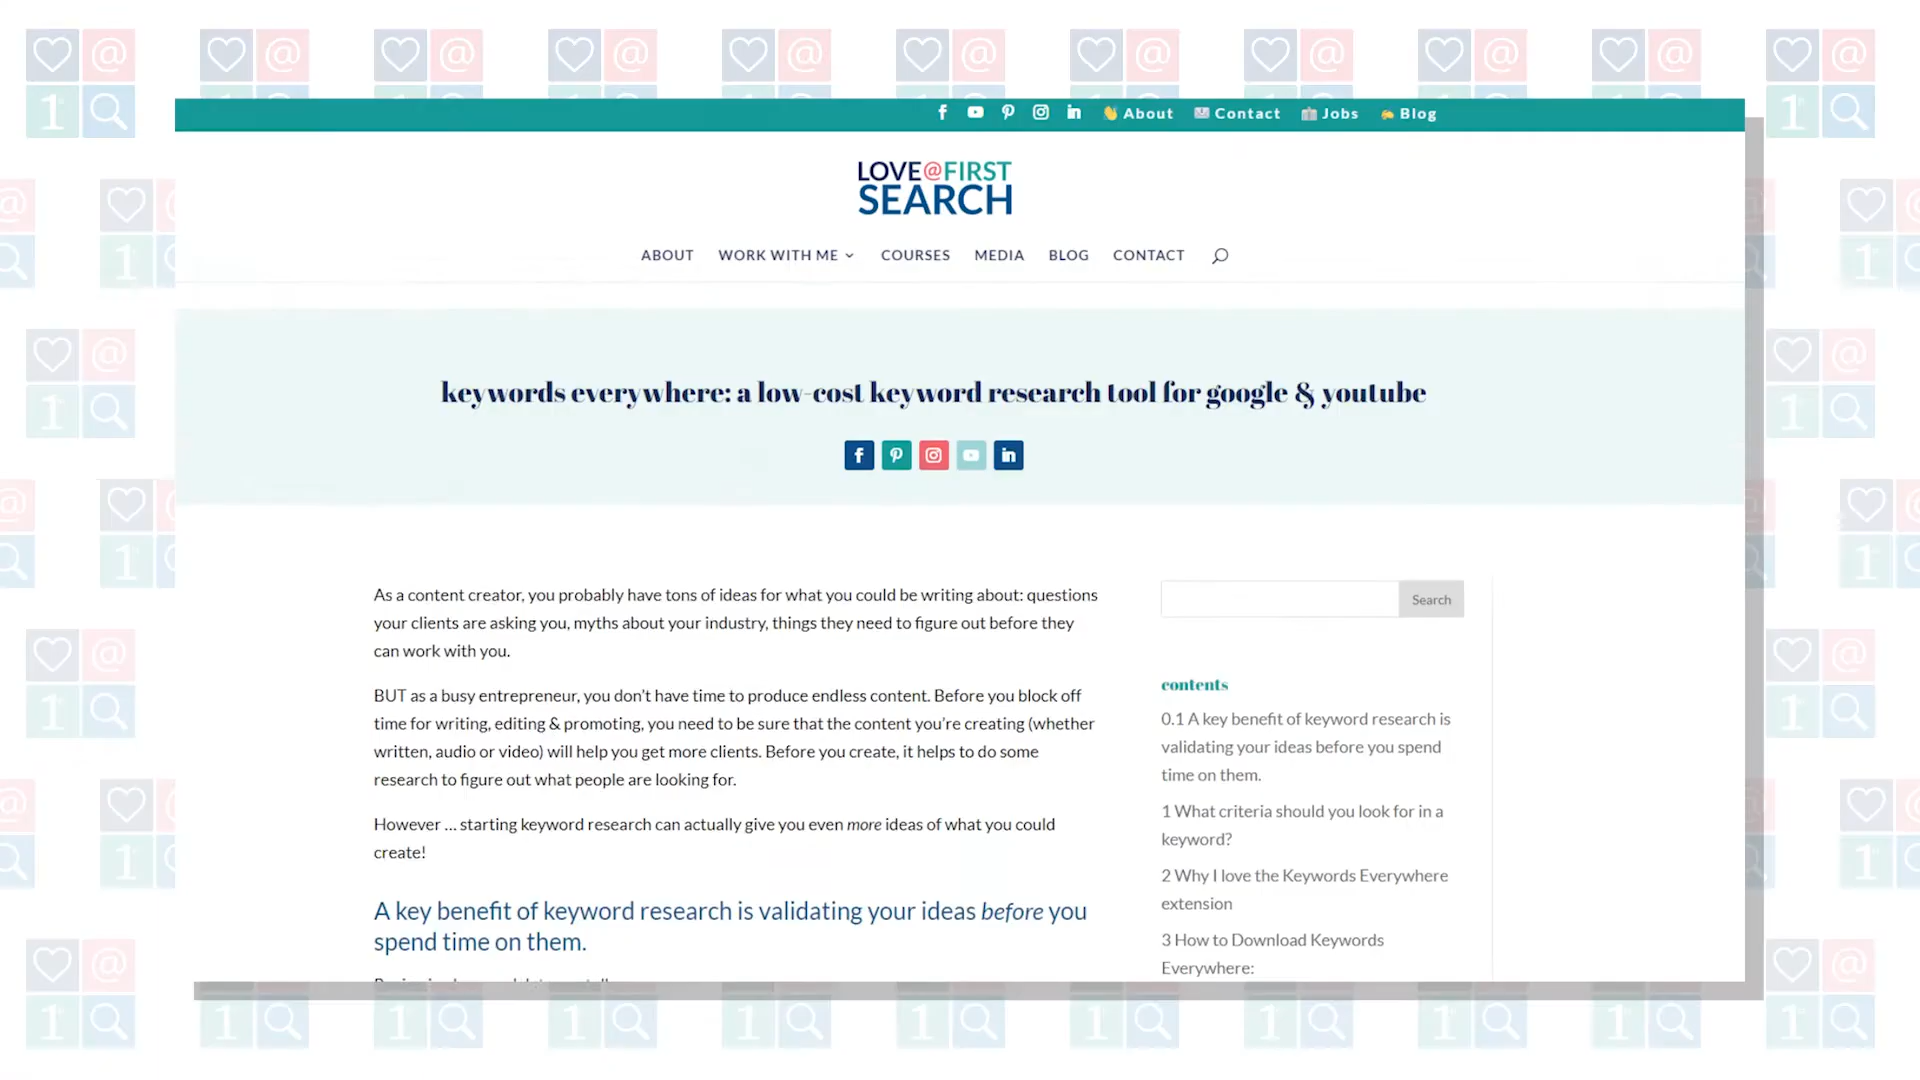 About Contact Jobs Blog
LOVE@FIRST
SEARCH
ABOUT WORK WITH ME COURSES MEDIA BLOG CONTACT
keywords everywhere: a low-cost keyword research tool for google & youtube
As a content creator, you probably have tons of ideas for what you could be writing about: questions
your clients are asking you, myths about your industry, things they need to figure out before they
can work with you.
BUT as a busy entrepreneur, you don't have time to produce endless content. Before you block off
time for writing, editing & promoting, you need to be sure that the content you're creating (whether
written, audio or video) will help you get more clients. Before you create, it helps to do some
research to figure out what people are looking for.
However ... starting keyword research can actually give you even more ideas of what you could
create!
A key benefit of keyword research is validating your ideas before you
spend time on them.
Search
contents
0.1 A key benefit of keyword research is
validating your ideas before you spend
time on them.
1 What criteria should you look for in a
keyword?
2 Why I love the Keywords Everywhere
extension
3 How to Download Keywords
Everywhere: